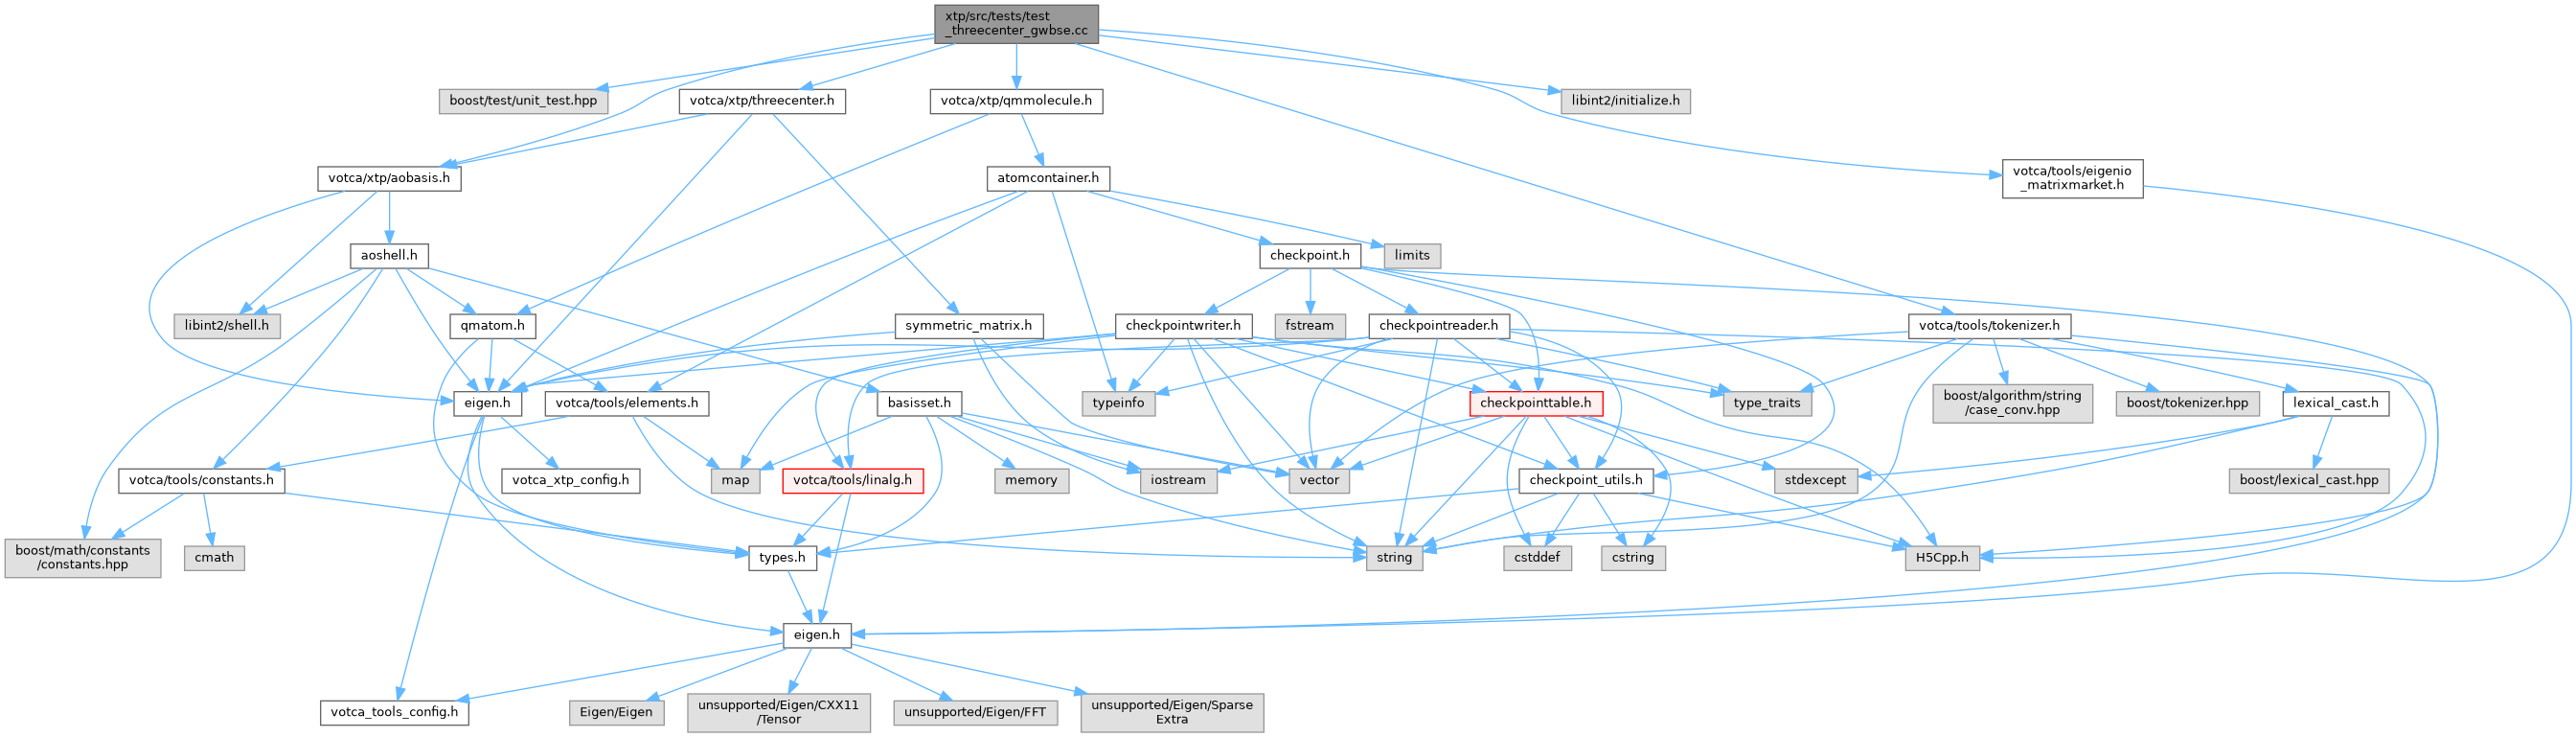 xtp/src/tests/test
_threecenter_gwbse.cc
boost/test/unit_test.hpp
votca/xtp/threecenter.h
votca/xtp/qmmolecule.h
libint2/initialize.h
votca/xtp/aobasis.h
atomcontainer.h
votca/tools/eigenio
_matrixmarket.h
aoshell.h
checkpoint.h
limits
libint2/shell.h
qmatom.h
symmetric_matrix.h
checkpointwriter.h
fstream
checkpointreader.h
votca/tools/tokenizer.h
eigen.h
votca/tools/elements.h
basisset.h
typeinfo
checkpointtable.h
type_traits
boost/algorithm/string
/case_conv.hpp
boost/tokenizer.hpp
lexical_cast.h
votca/tools/constants.h
votca_xtp_config.h
map
votca/tools/linalg.h
memory
iostream
vector
checkpoint_utils.h
stdexcept
boost/lexical_cast.hpp
boost/math/constants
/constants.hpp
cmath
types.h
string
cstddef
cstring
H5Cpp.h
eigen.h
votca_tools_config.h
Eigen/Eigen
unsupported/Eigen/CXX11
/Tensor
unsupported/Eigen/FFT
unsupported/Eigen/Sparse
Extra